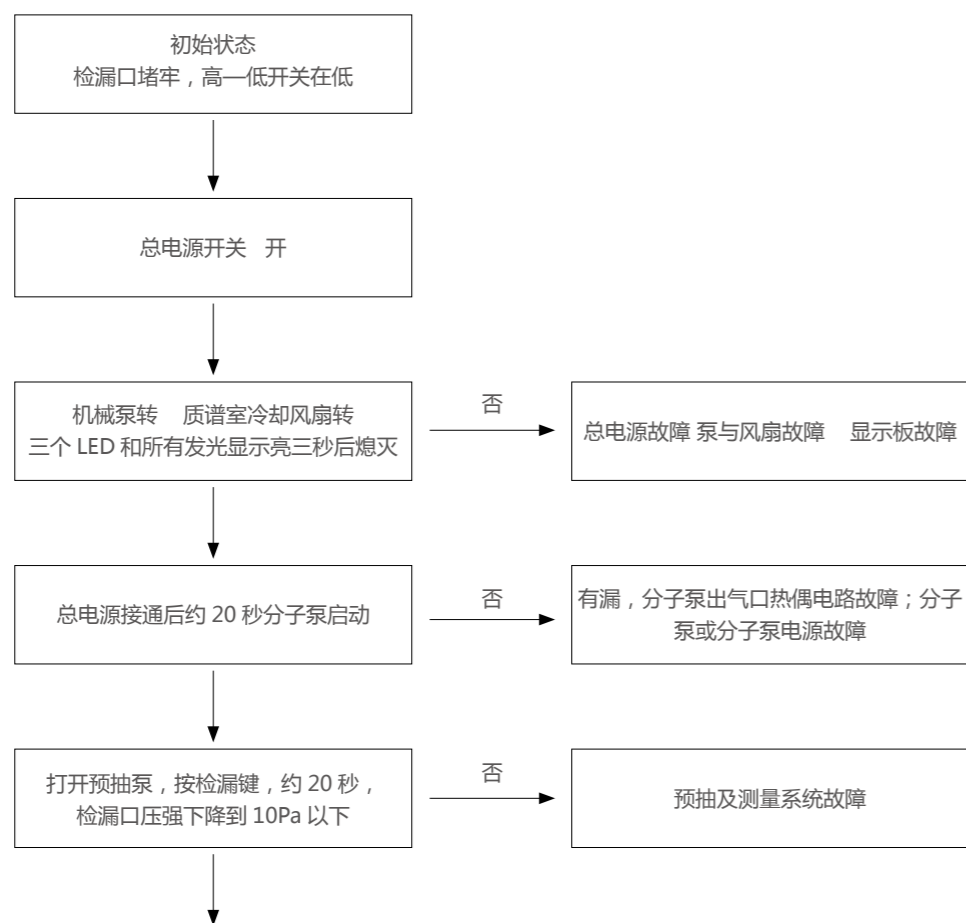 初始状态
检漏口堵牢，高—低开关在低
总电源开关 开
机械泵转 质谱室冷却风扇转
三个 LED 和所有发光显示亮三秒后熄灭
否
总电源故障 泵与风扇故障 显示板故障
总电源接通后约 20 秒分子泵启动
否
有漏，分子泵出气口热偶电路故障；分子
泵或分子泵电源故障
打开预抽泵，按检漏键，约 20 秒，
检漏口压强下降到 10Pa 以下
否
预抽及测量系统故障